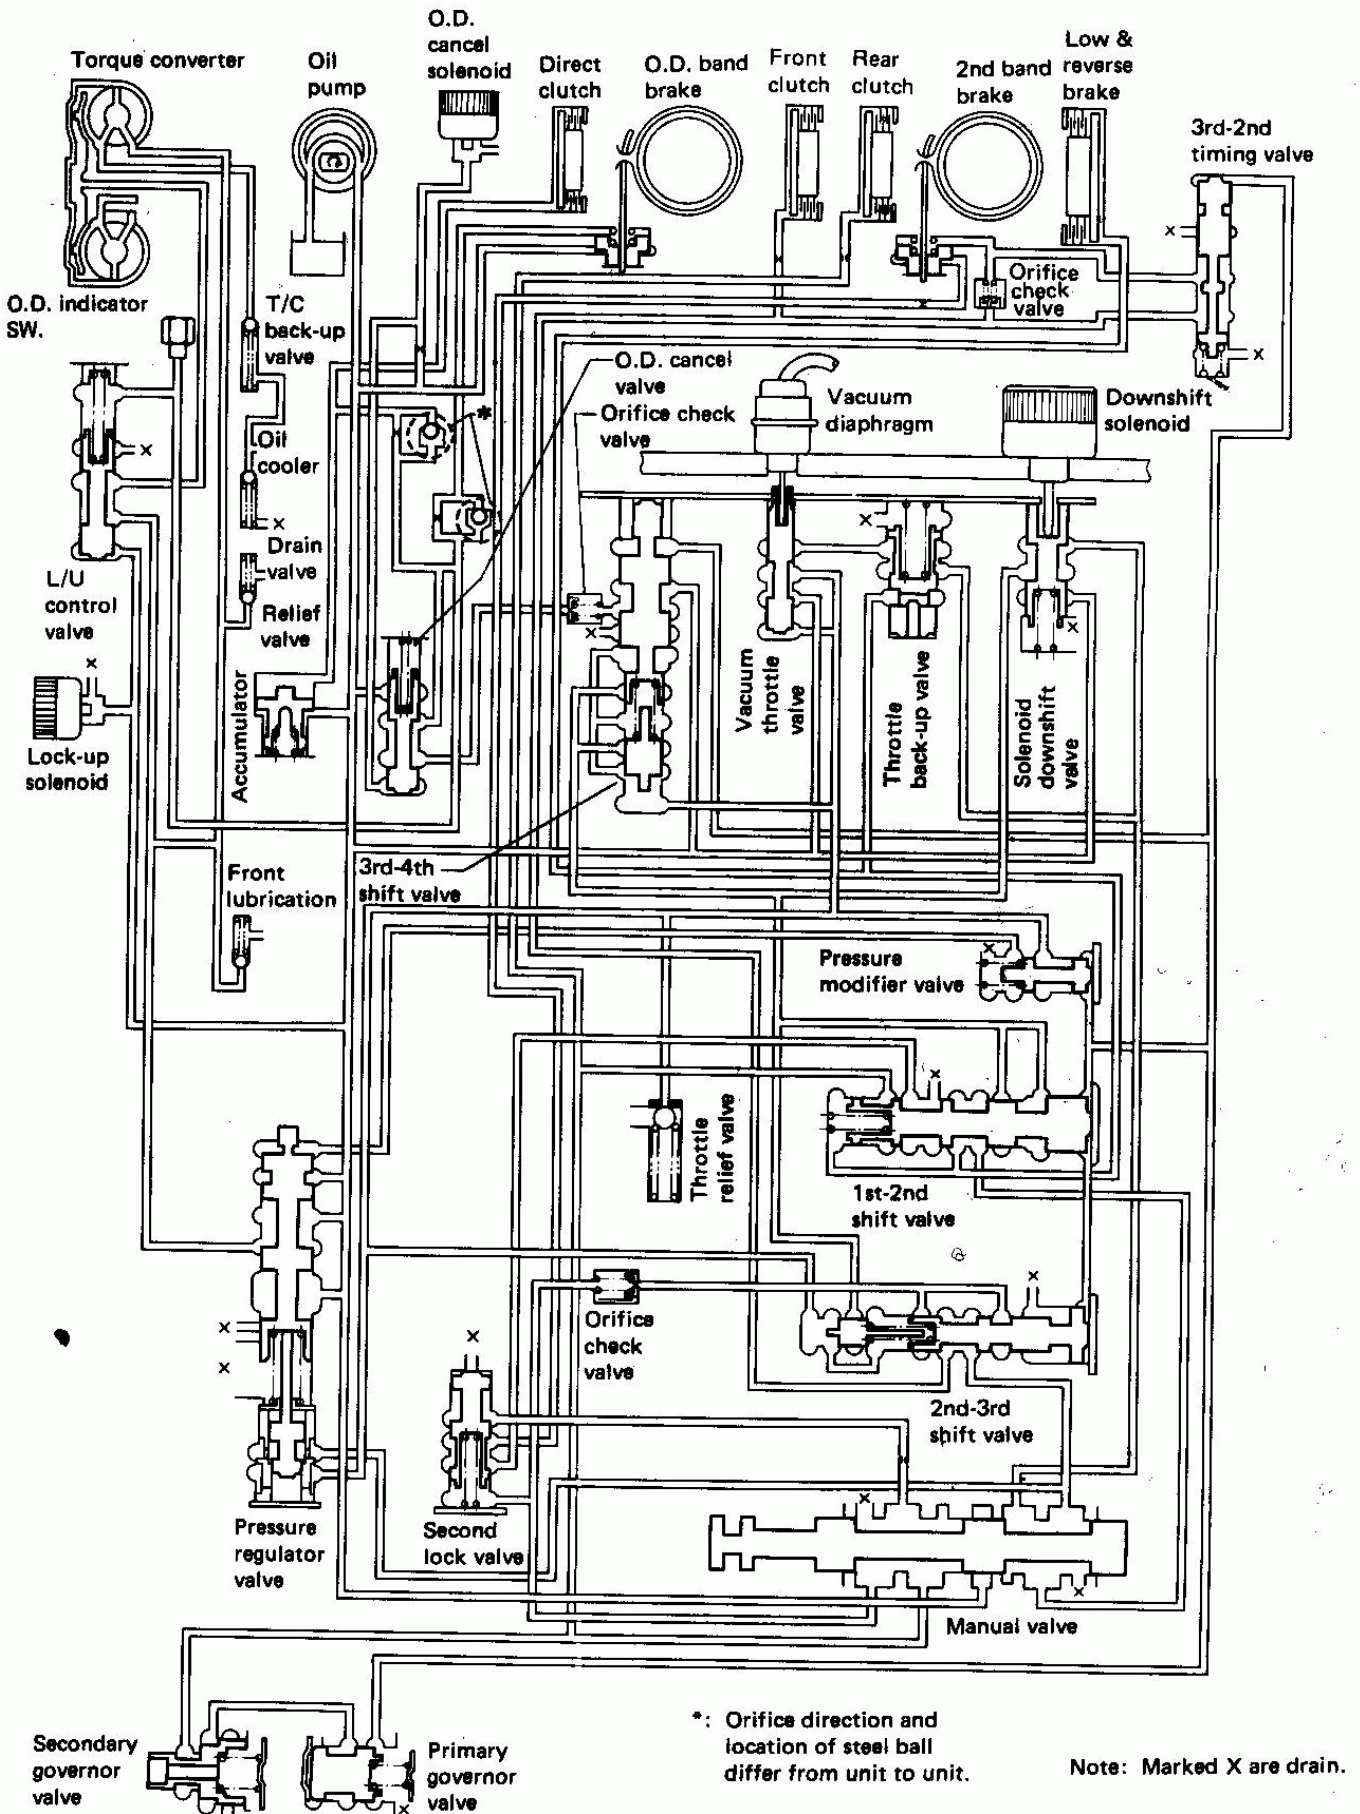 O.D.
cancel
solenoid
Torque converter
Oil
pump
Direct
clutch
O.D. band
brake
Front
clutch
Rear
clutch
2nd band
brake
Low &
reverse
brake
3rd-2nd
timing valve
x
O.D. indicator
SW.
T/C
back-up
valve
Orifice
check
valve
x
x
O.D. cancel
valve
Orifice check
valve
Vacuum
diaphragm
Downshift
solenoid
*
x
Oil
cooler
x
x
Drain
valve
L/U
control
valve
Relief
valve
x
x
x
Accumulator
Vacuum
throttle
valve
Throttle
back-up valve
Solenoid
downshift
valve
Lock-up
solenoid
3rd-4th
shift valve
Front
lubrication
Pressure
modifier valve
x
x
Throttle
relief valve
1st-2nd
shift valve
x
x
x
x
Orifice
check
valve
2nd-3rd
shift valve
x
Pressure
regulator
valve
Second
lock valve
x
Manual valve
*: Orifice direction and
location of steel ball
differ from unit to unit.
Secondary
governor
valve
Primary
governor
valve
x
Note: Marked X are drain.